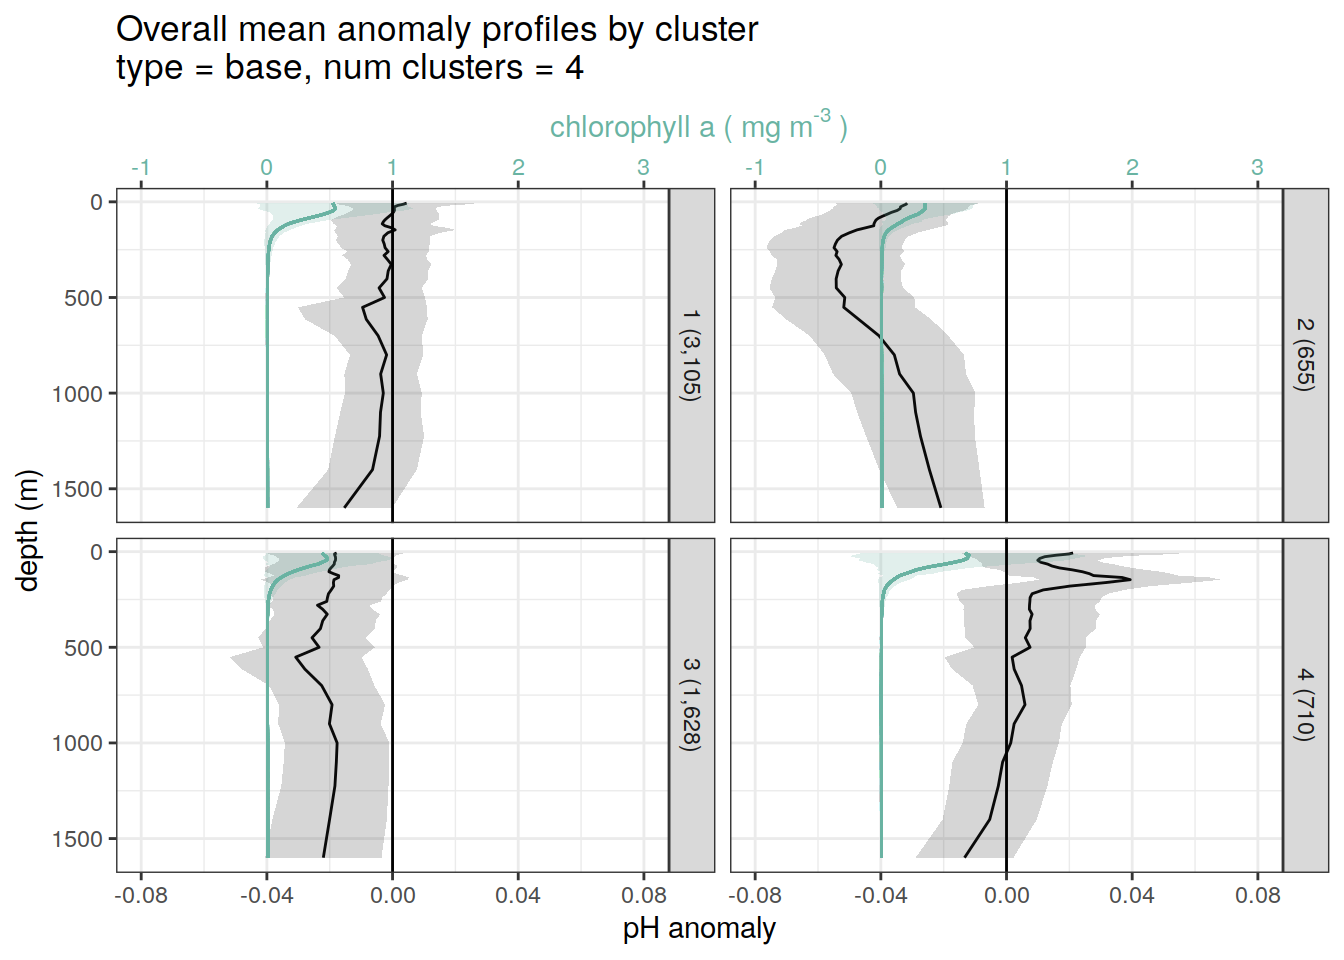 Overall mean anomaly profiles by cluster
type = base, num clusters = 4
chlorophyll a ( mg m-3 )
-1 0 1 2 3
-1 0 1 2 3
0
500
1000
1500
1 (3,105)
2 (655)
depth (m)
0
500
1000
1500
3 (1,628)
4 (710)
-0.08 -0.04 0.00 0.04 0.08
-0.08 -0.04 0.00 0.04 0.08
pH anomaly